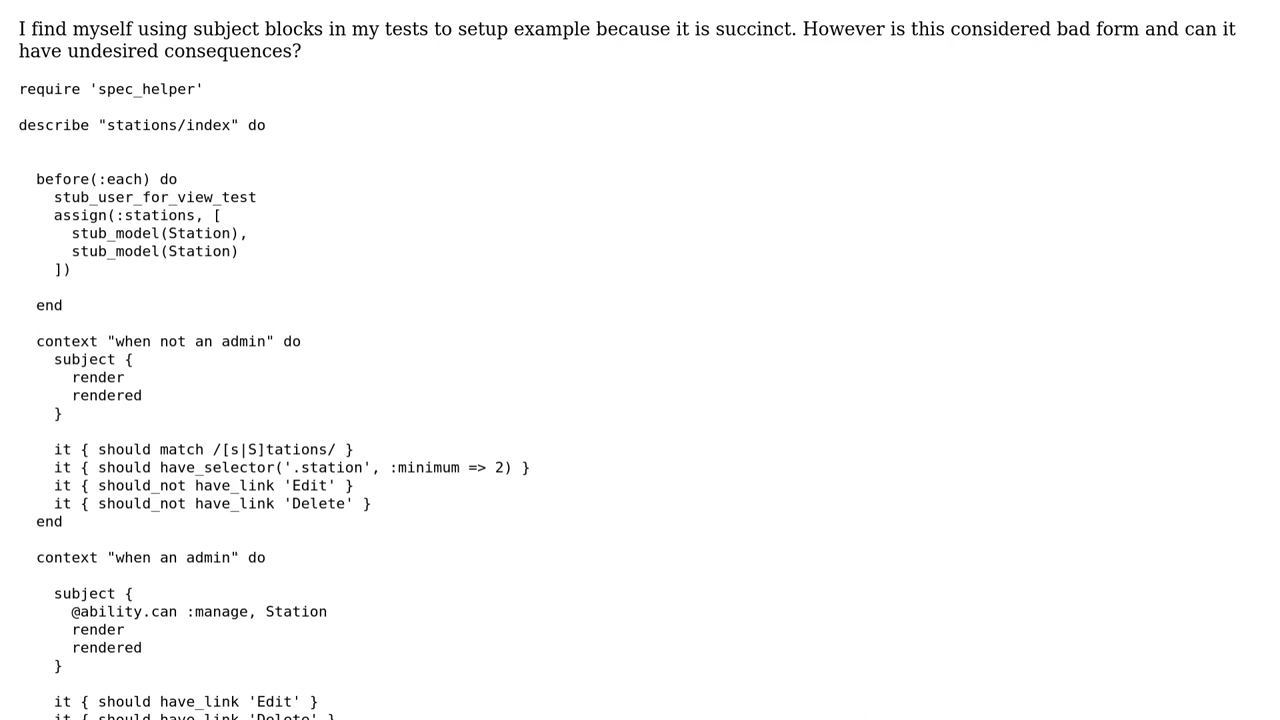 I find myself using subject blocks in my tests to setup example because it is succinct. However is this considered bad form and can it
have undesired consequences?
require 'spec_helper'
describe "stations/index" do
before(:each) do
stub_user_for_view_test
assign(:stations, [
stub_model(Station),
stub_model(Station)
])
end
context "when not an admin" do
subject {
render
rendered
}
it { should match /[s|S]tations/ }
it { should have_selector('.station', :minimum => 2) }
it { should_not have_link 'Edit' }
it { should_not have_link 'Delete' }
end
context "when an admin" do
subject {
@ability.can :manage, Station
render
rendered
}
it { should have_link 'Edit' }
it { should have_link 'Delete' }